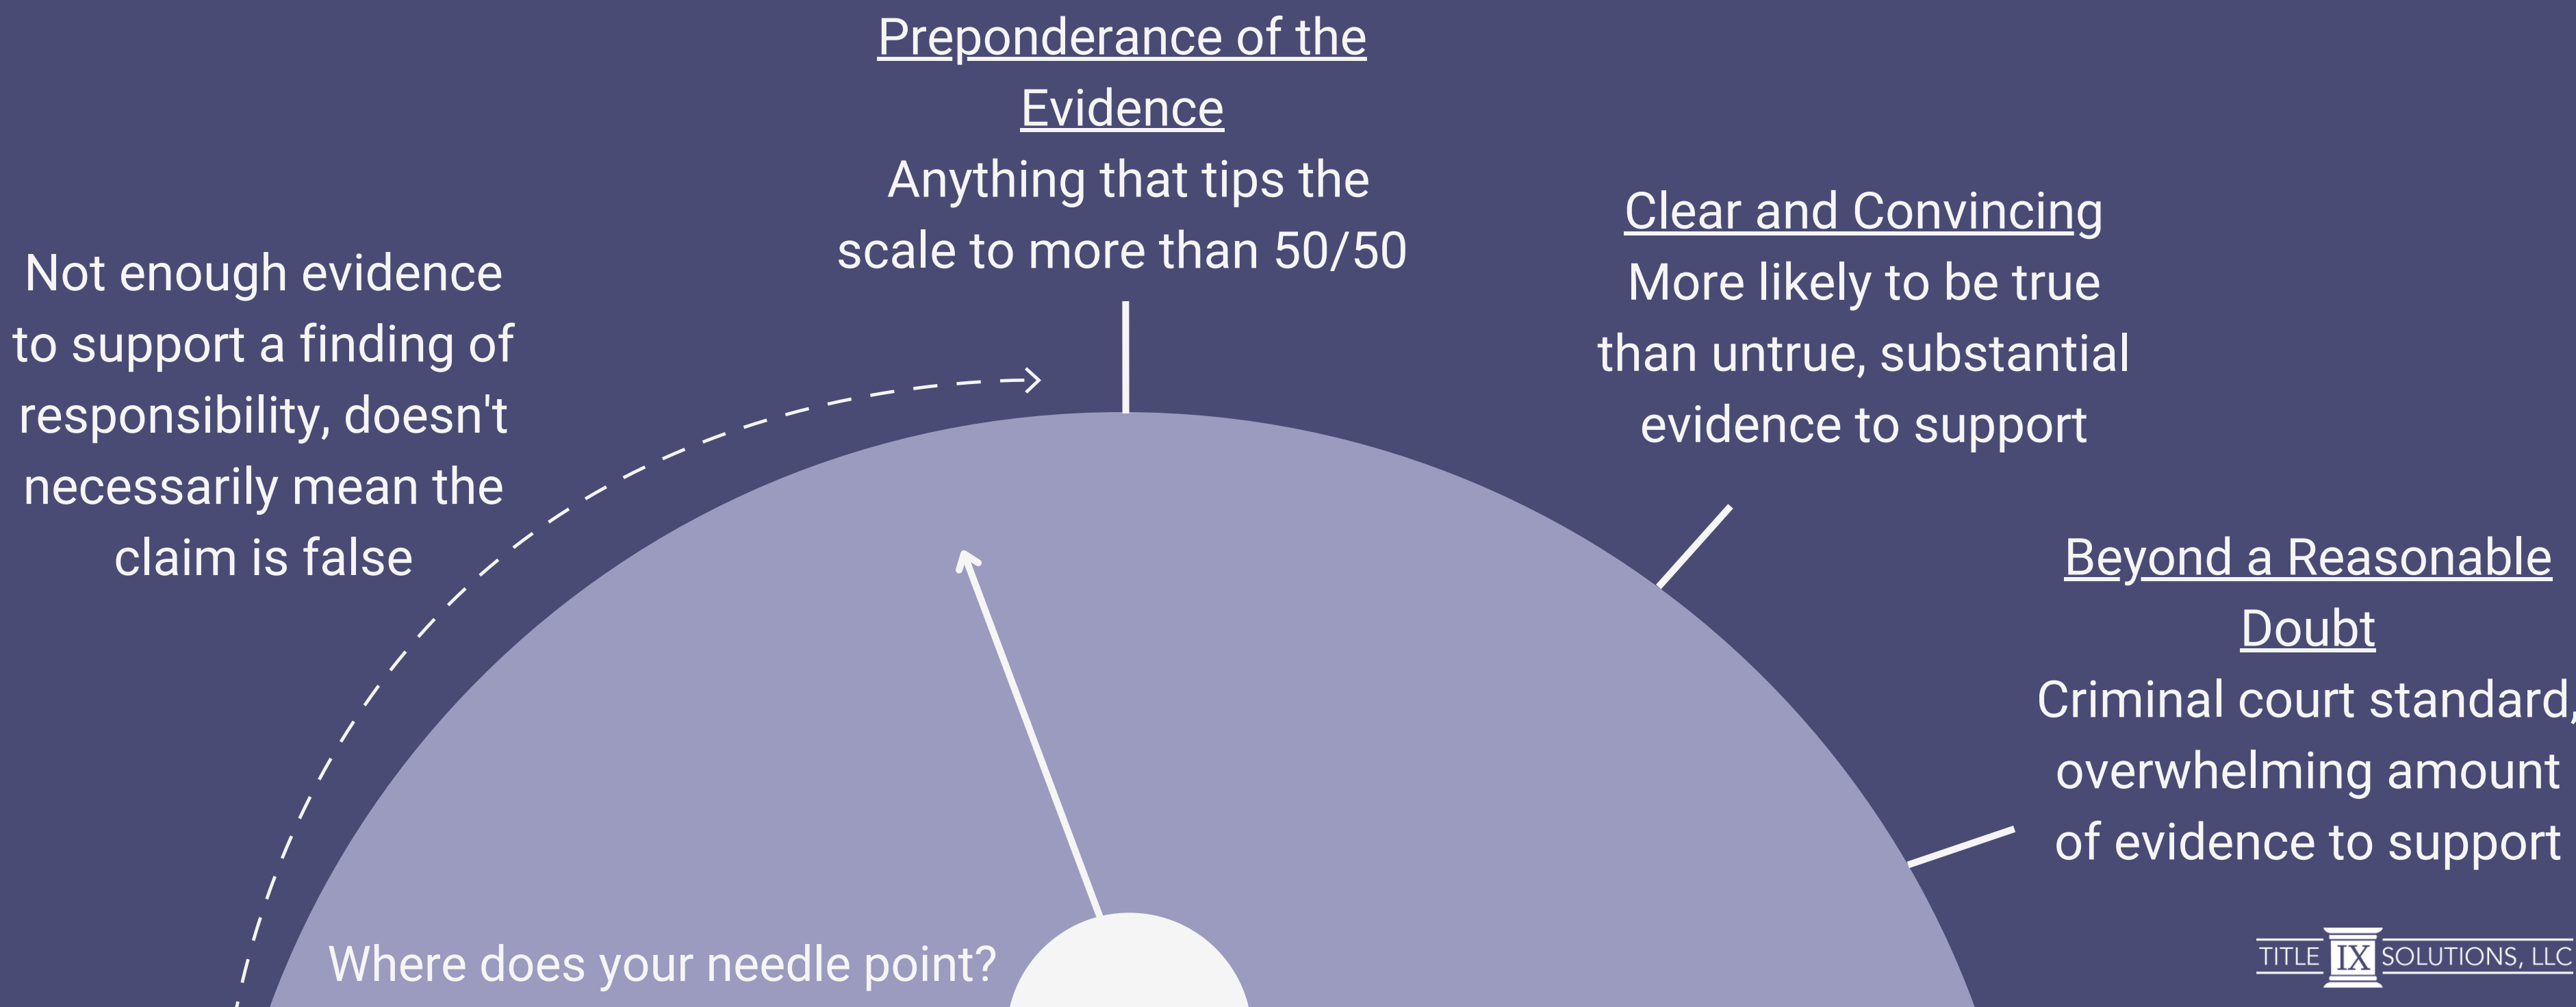 Preponderance of the
Evidence
Anything that tips the
scale to more than 50/50
Not enough evidence
to support a finding of
responsibility, doesn't
necessarily mean the
claim is false
Clear and Convincing
More likely to be true
than untrue, substantial
evidence to support
Beyond a Reasonable
Doubt
Criminal court standard,
overwhelming amount
of evidence to support
Where does your needle point?
TITLE IX SOLUTIONS, LLC